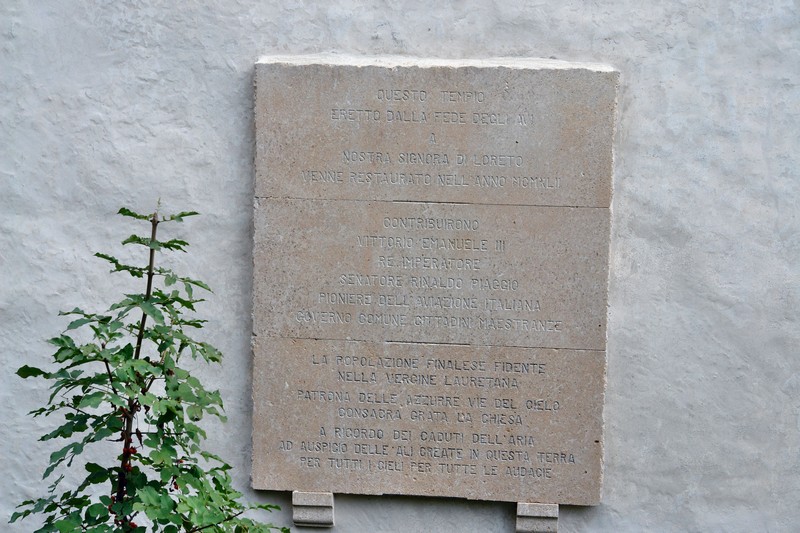 QUESTO TEMPIO
ERETTO DALLA FEDE DEGLI AVI
A
NOSTRA SIGNORA DI LORETO
VENNE RESTAURATO NELL'ANNO MCMXLII
CONTRIBUIRONO
VITTORIO EMANUELE III
RE IMPERATORE
SENATORE RINALDO PIAGGIO
PIONIERE DELL'AVIAZIONE ITALIANA
GOVERNO COMUNE CITTADINI MAESTRANZE
LA POPOLAZIONE FINALESE FIDENTE
NELLA VERGINE LAURETANA
PATRONA DELLE AZZURRE VIE DEL CIELO
CONSACRA GRATA LA CHIESA
A RICORDO DEI CADUTI DELL'ARIA
AD AUSPICIO DELLE ALI CREATE IN QUESTA TERRA
PER TUTTI I CIELI PER TUTTE LE AUDACIE